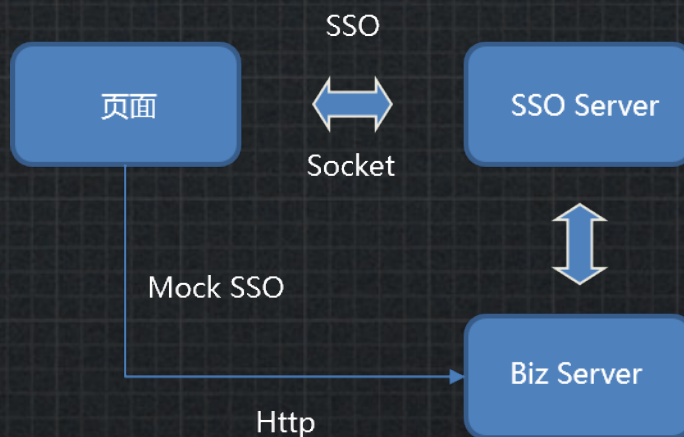 SSO
页面
SSO Server
Socket
Mock SSO
Biz Server
Http